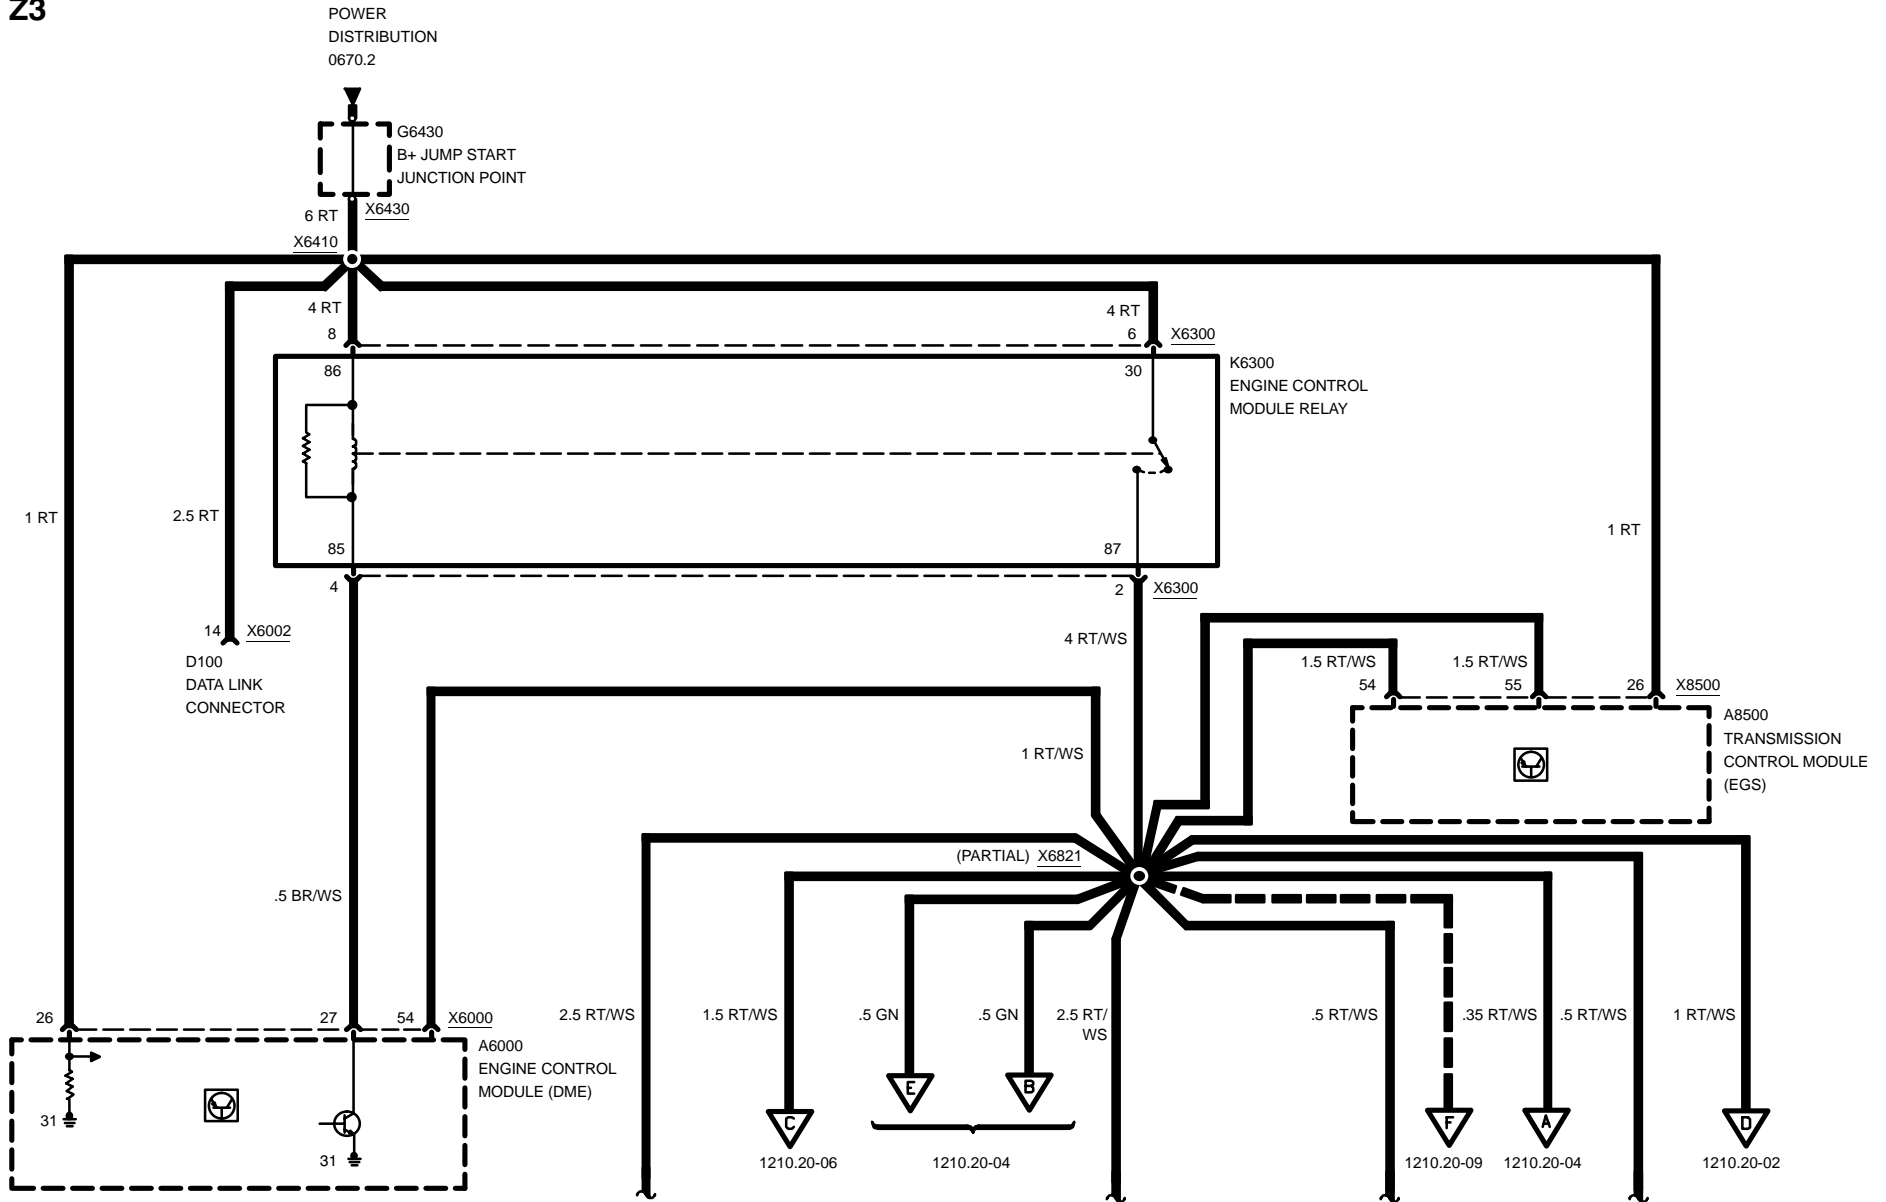 Z3
POWER
DISTRIBUTION
0670.2
G6430
B+ JUMP START
JUNCTION POINT
6 RT
X6430
X6410
4 RT
4 RT
8
6
X6300
86
30
K6300
ENGINE CONTROL
MODULE RELAY
1 RT
2.5 RT
1 RT
85
87
4
2
X6300
14
X6002
D100
DATA LINK
CONNECTOR
4 RT/WS
1.5 RT/WS
1.5 RT/WS
54
55
26
X8500
A8500
TRANSMISSION
CONTROL MODULE
(EGS)
1 RT/WS
(PARTIAL) X6821
.5 BR/WS
26
27
54
X6000
A6000
ENGINE CONTROL
MODULE (DME)
31
31
2.5 RT/WS
1.5 RT/WS
.5 GN
.5 GN
2.5 RT/
WS
.5 RT/WS
.35 RT/WS
.5 RT/WS
1 RT/WS
E
B
C
F
A
D
1210.20-06
1210.20-04
1210.20-09
1210.20-04
1210.20-02